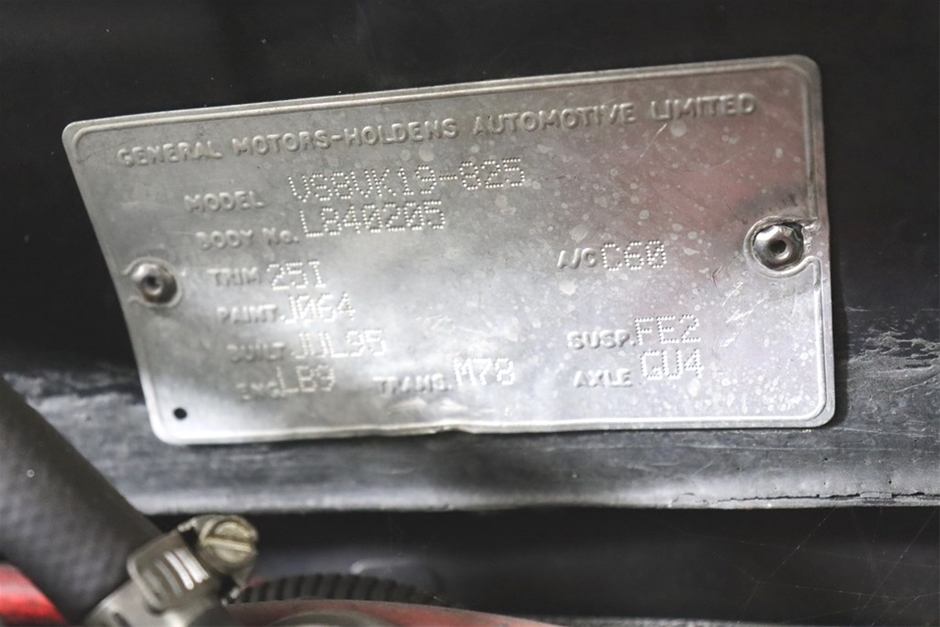 GENERAL MOTORS-HOLDENS AUTOMOTIVE LIMITED
MODEL VS8VK19-825
BODY No. L840205
TRIM 25I A/C C60
PAINT. J064
BUILT JUL95 SUSP. FE2
ENG. LB9 TRANS. M78 AXLE GU4